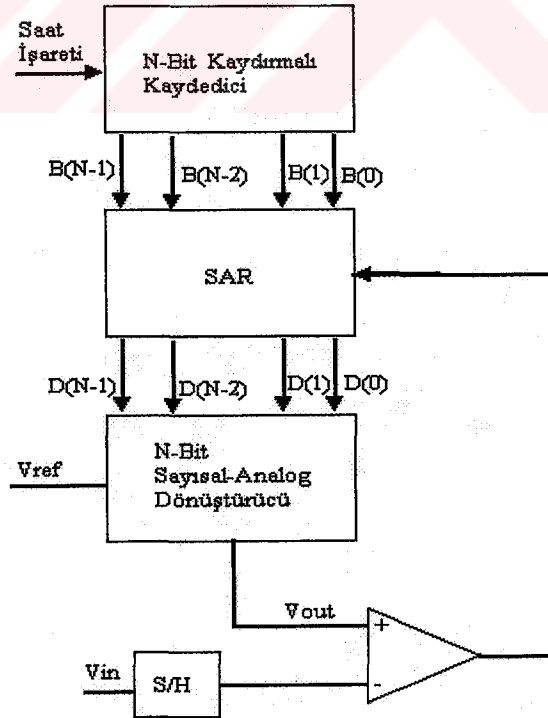 Saat
İşareti
N-Bit Kaydırmalı
Kaydedici
B(N-1)
B(N-2)
B(1)
B(0)
SAR
D(N-1)
D(N-2)
D(1)
D(0)
Vref
N-Bit
Sayısal-Analog
Dönüştürücü
Vout
+
Vin
S/H
-